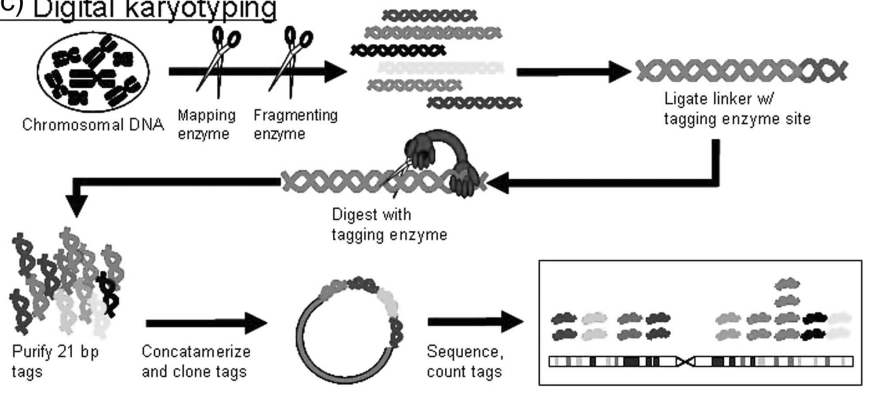 c) Digital karyotyping
Chromosomal DNA
Mapping
enzyme
Fragmenting
enzyme
Ligate linker w/
tagging enzyme site
Digest with
tagging enzyme
Purify 21 bp
tags
Concatamerize
and clone tags
Sequence,
count tags